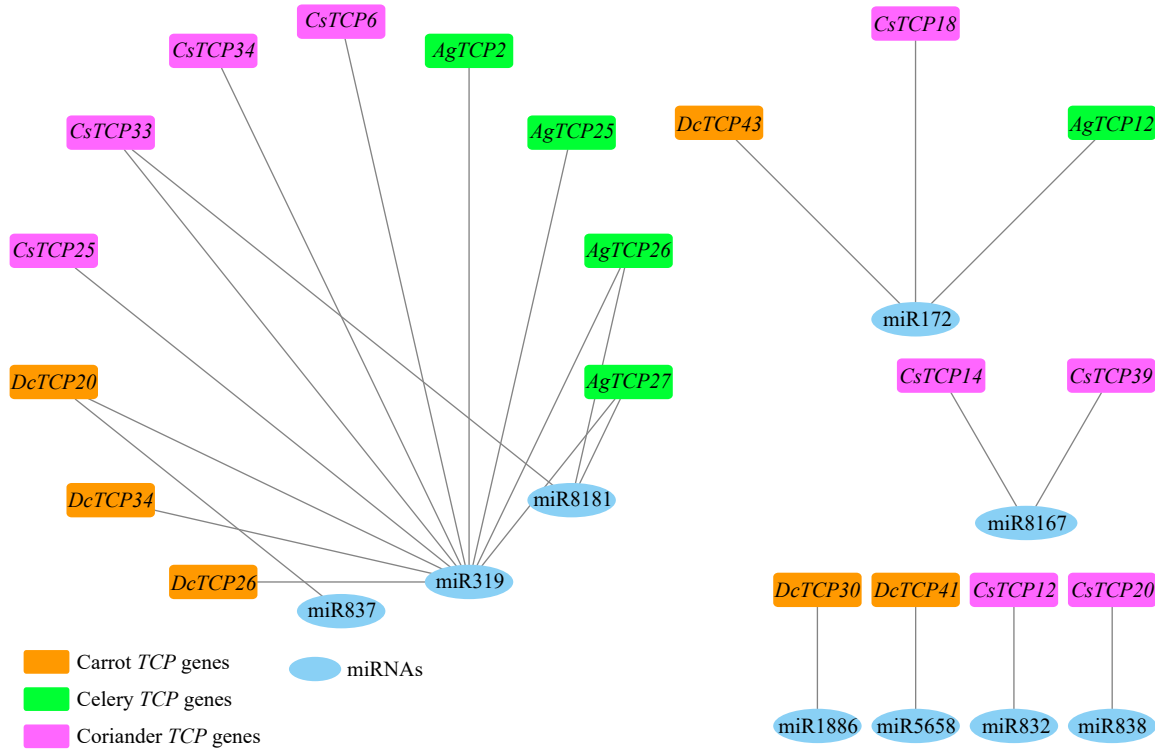 CsTCP6
CsTCP34
AgTCP2
CsTCP33
AgTCP25
CsTCP25
AgTCP26
DcTCP20
AgTCP27
DcTCP34
miR8181
DcTCP26
miR319
miR837
CsTCP18
DcTCP43
AgTCP12
miR172
CsTCP14
CsTCP39
miR8167
DcTCP30
DcTCP41
CsTCP12
CsTCP20
miR1886
miR5658
miR832
miR838
Carrot TCP genes
miRNAs
Celery TCP genes
Coriander TCP genes